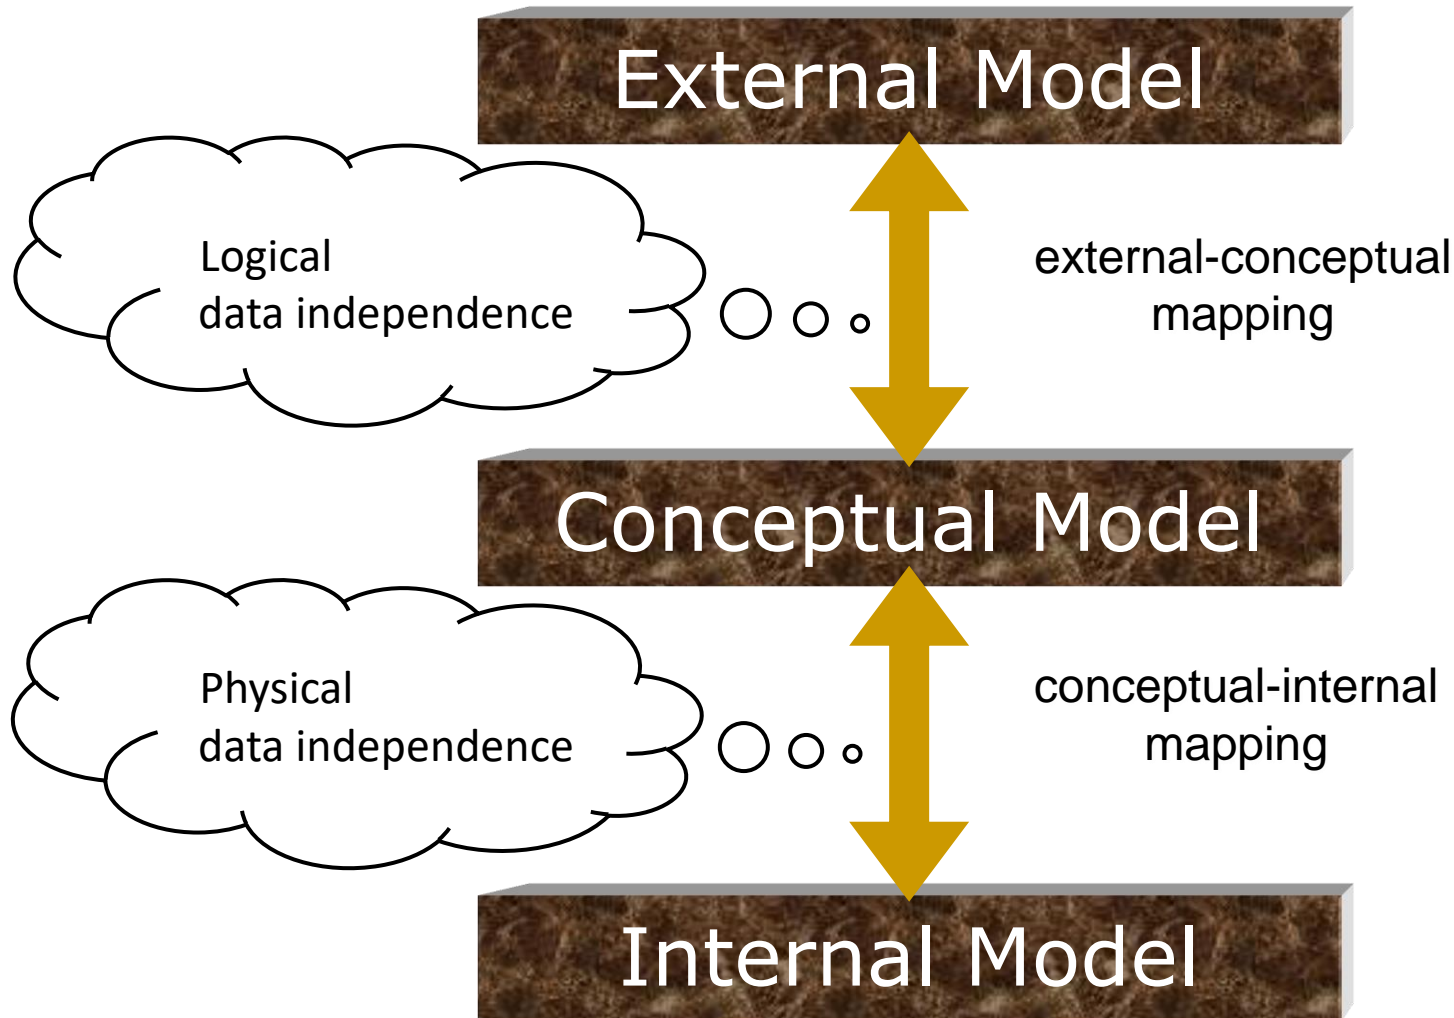 External Model
Logical
data independence
external-conceptual
mapping
Conceptual Model
Physical
data independence
conceptual-internal
mapping
Internal Model